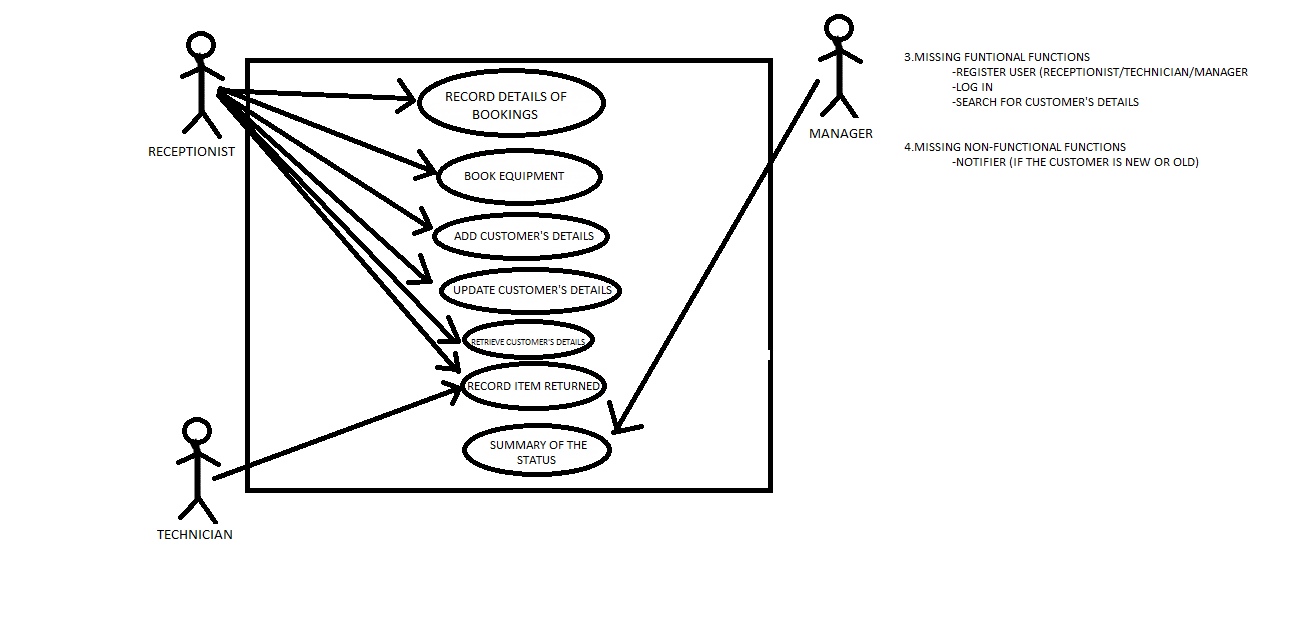 RECEPTIONIST
RECORD DETAILS OF
BOOKINGS
BOOK EQUIPMENT
ADD CUSTOMER'S DETAILS
UPDATE CUSTOMER'S DETAILS
RETRIEVE CUSTOMER'S DETAILS
RECORD ITEM RETURNED
SUMMARY OF THE
STATUS
TECHNICIAN
MANAGER
3.MISSING FUNTIONAL FUNCTIONS
-REGISTER USER (RECEPTIONIST/TECHNICIAN/MANAGER
-LOG IN
-SEARCH FOR CUSTOMER'S DETAILS
4.MISSING NON-FUNCTIONAL FUNCTIONS
-NOTIFIER (IF THE CUSTOMER IS NEW OR OLD)